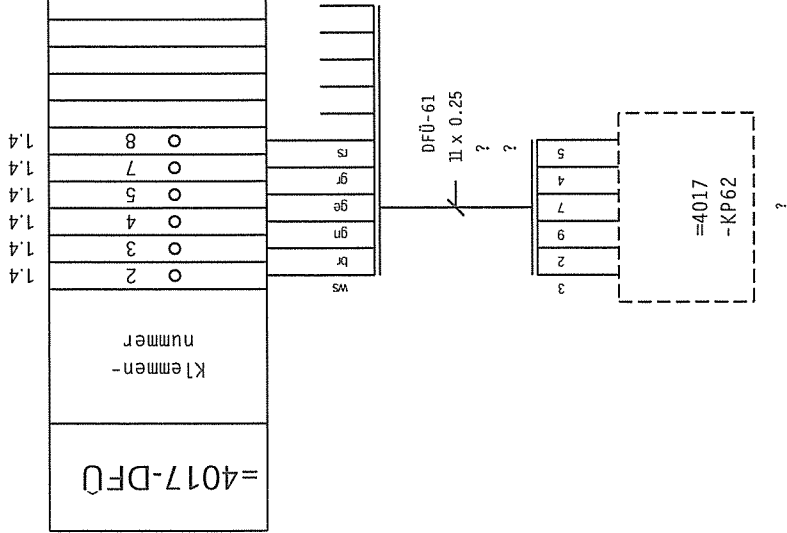 =4017-DFÜ
Klemmen-
nummer
3 ws 2 1.4
2 br 3 1.4
9 gn 4 1.4
7 ge 5 1.4
4 gr 7 1.4
5 rs 8 1.4
DFÜ-61
11 x 0.25
?
?
=4017
-KP62
?